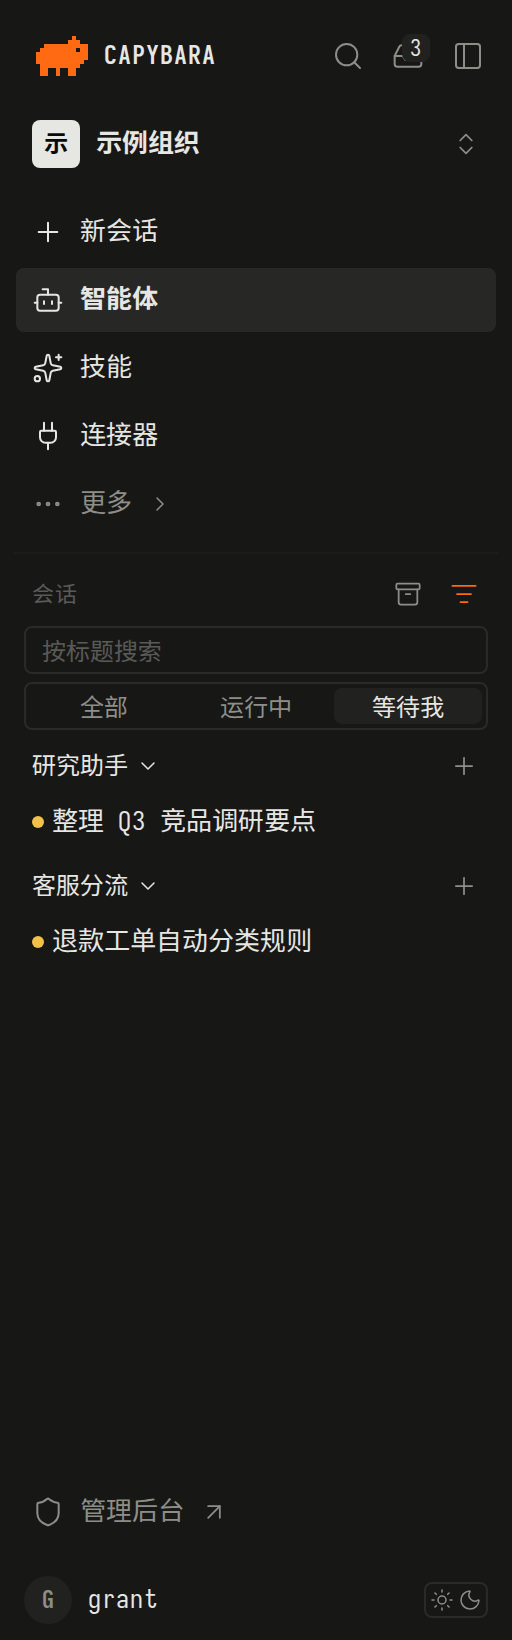 CAPYBARA
3
示 示例组织
新会话
智能体
技能
连接器
更多
会话
按标题搜索
全部 运行中 等待我
研究助手
整理 Q3 竞品调研要点
客服分流
退款工单自动分类规则
管理后台
G grant